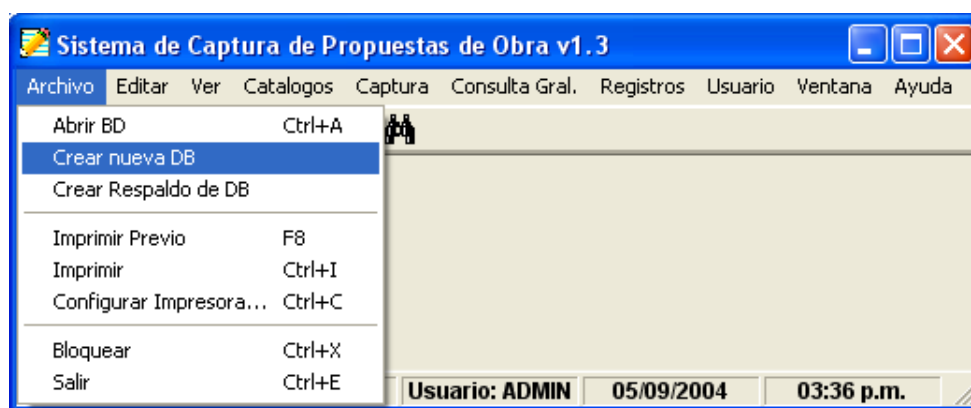 Sistema de Captura de Propuestas de Obra v1.3
Archivo Editar Ver Catalogos Captura Consulta Gral. Registros Usuario Ventana Ayuda
Abrir BD Ctrl+A
Crear nueva DB
Crear Respaldo de DB
Imprimir Previo F8
Imprimir Ctrl+I
Configurar Impresora... Ctrl+C
Bloquear Ctrl+X
Salir Ctrl+E
Usuario: ADMIN 05/09/2004 03:36 p.m.